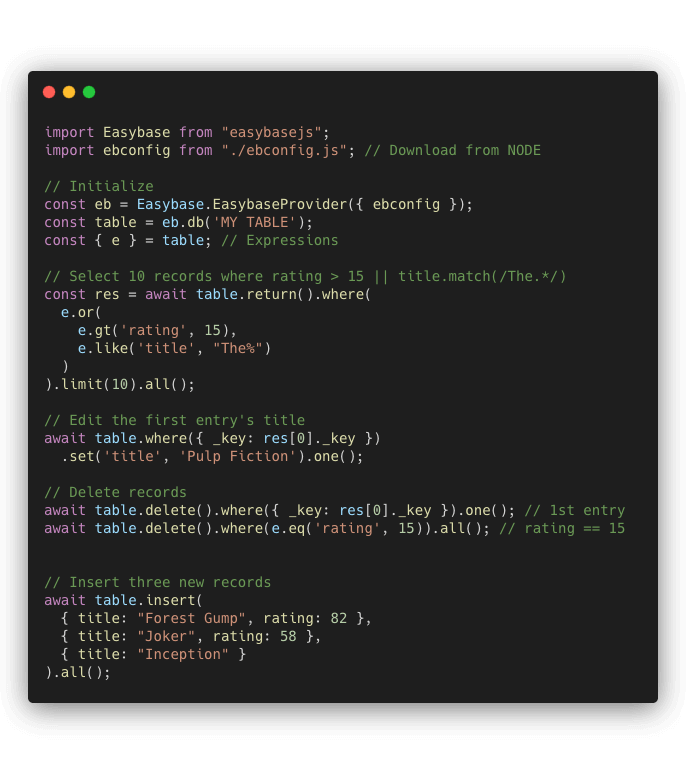 import Easybase from "easybasejs";
import ebconfig from "./ebconfig.js"; // Download from NODE
// Initialize
const eb = Easybase.EasybaseProvider({ ebconfig });
const table = eb.db('MY TABLE');
const { e } = table; // Expressions
// Select 10 records where rating > 15 || title.match(/The.*/)
const res = await table.return().where(
  e.or(
    e.gt('rating', 15),
    e.like('title', "The%")
  )
).limit(10).all();
// Edit the first entry's title
await table.where({ _key: res[0]._key })
  .set('title', 'Pulp Fiction').one();
// Delete records
await table.delete().where({ _key: res[0]._key }).one(); // 1st entry
await table.delete().where(e.eq('rating', 15)).all(); // rating == 15
// Insert three new records
await table.insert(
  { title: "Forest Gump", rating: 82 },
  { title: "Joker", rating: 58 },
  { title: "Inception" }
).all();